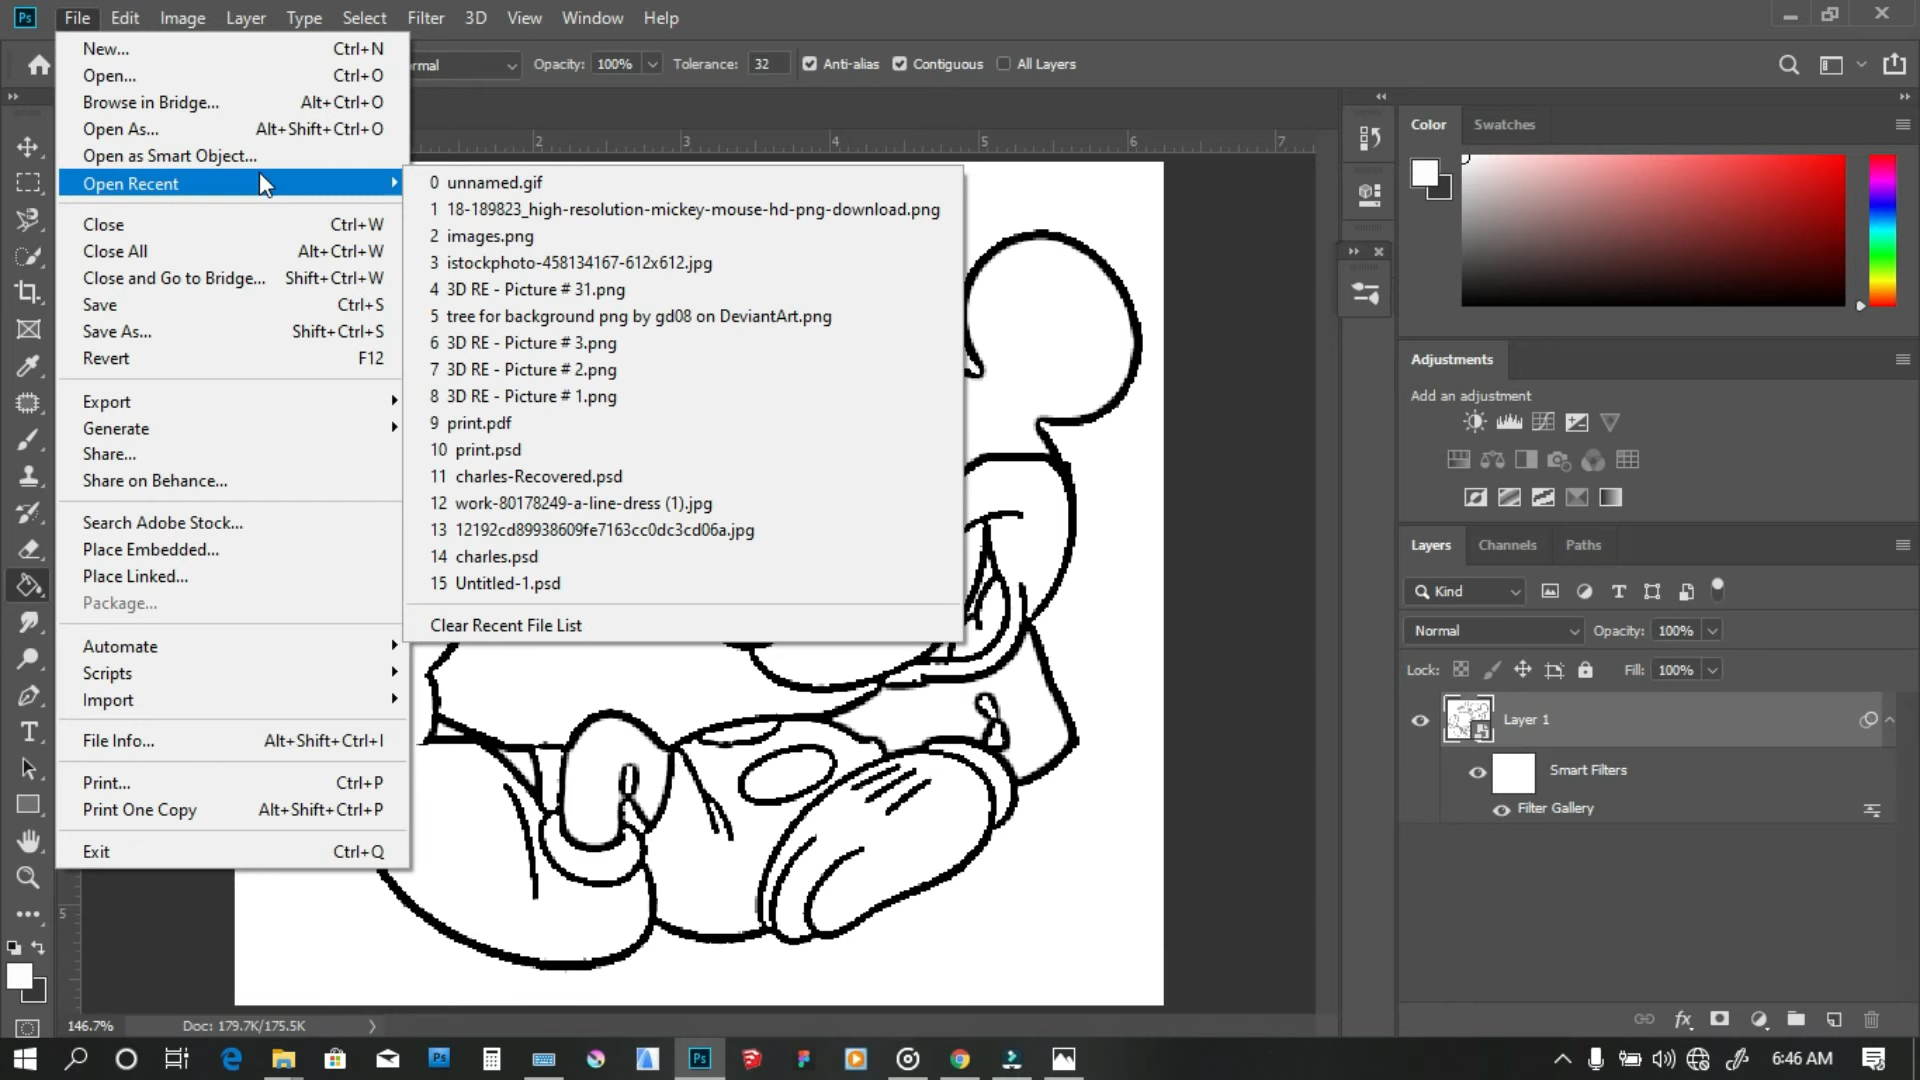 Ps File Edit Image Layer Type Select Filter 3D View Window Help
rmal Opacity: 100% Tolerance: 32 Anti-alias Contiguous All Layers
New... Ctrl+N
Open... Ctrl+O
Browse in Bridge... Alt+Ctrl+O
Open As... Alt+Shift+Ctrl+O
Open as Smart Object...
Open Recent
Close Ctrl+W
Close All Alt+Ctrl+W
Close and Go to Bridge... Shift+Ctrl+W
Save Ctrl+S
Save As... Shift+Ctrl+S
Revert F12
Export
Generate
Share...
Share on Behance...
Search Adobe Stock...
Place Embedded...
Place Linked...
Package...
Automate
Scripts
Import
File Info... Alt+Shift+Ctrl+I
Print... Ctrl+P
Print One Copy Alt+Shift+Ctrl+P
Exit Ctrl+Q
2 3 4 5 6 7
0 unnamed.gif
1 18-189823_high-resolution-mickey-mouse-hd-png-download.png
2 images.png
3 istockphoto-458134167-612x612.jpg
4 3D RE - Picture # 31.png
5 tree for background png by gd08 on DeviantArt.png
6 3D RE - Picture # 3.png
7 3D RE - Picture # 2.png
8 3D RE - Picture # 1.png
9 print.pdf
10 print.psd
11 charles-Recovered.psd
12 work-80178249-a-line-dress (1).jpg
13 12192cd89938609fe7163cc0dc3cd06a.jpg
14 charles.psd
15 Untitled-1.psd
Clear Recent File List
Color Swatches
Adjustments
Add an adjustment
Layers Channels Paths
Kind
Normal Opacity: 100%
Lock: Fill: 100%
Layer 1
Smart Filters
Filter Gallery
5
146.7% Doc: 179.7K/175.5K
Ps Ps 6:46 AM